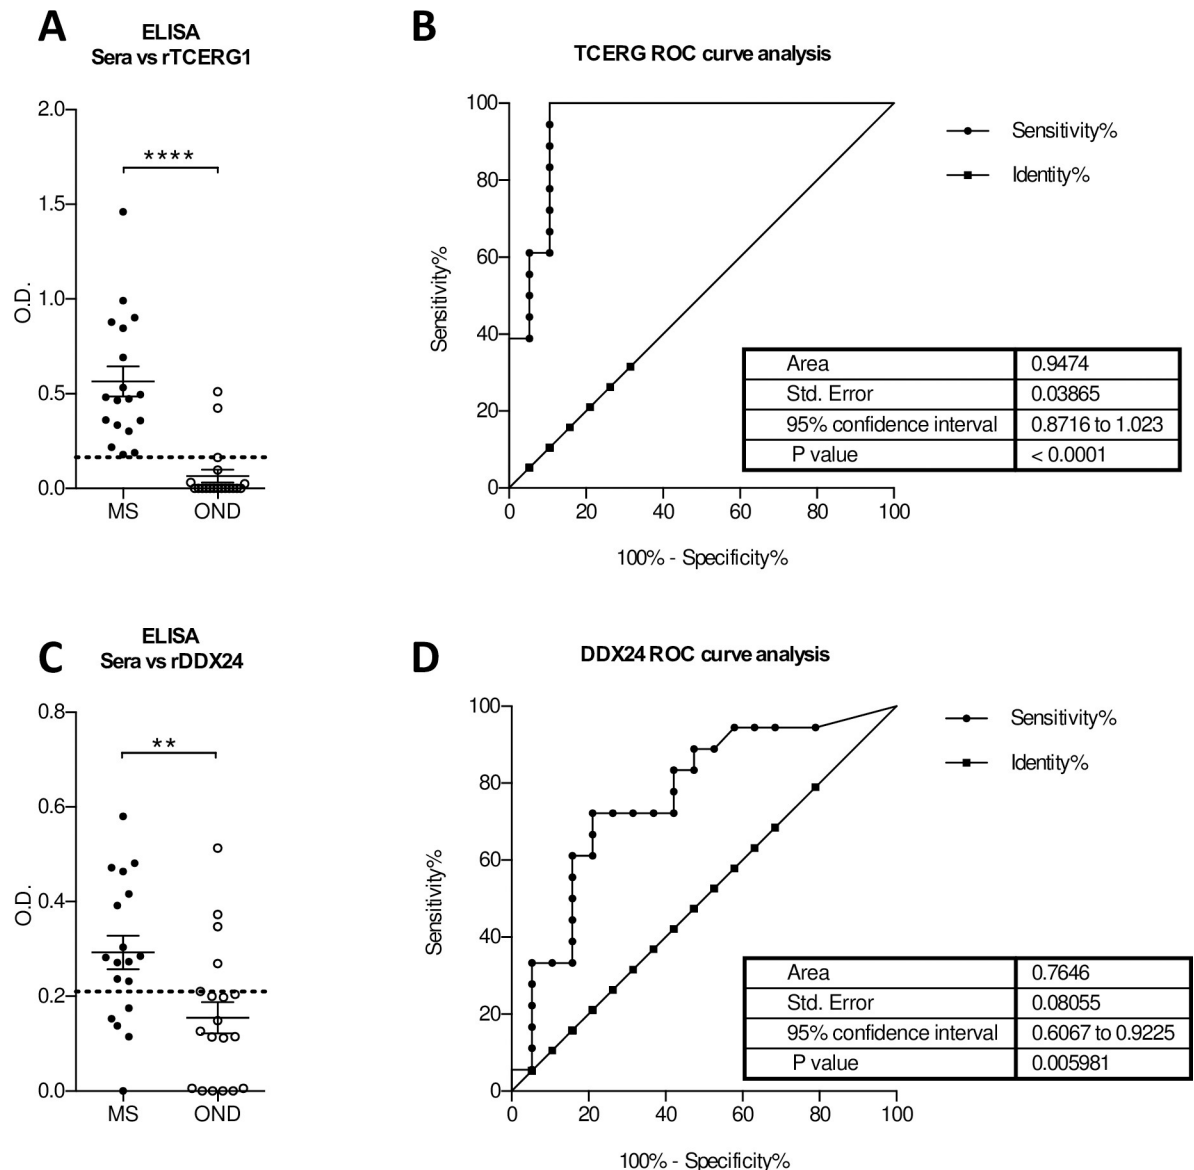 A
ELISA
Sera vs rTCERG1
2.0
1.5
1.0
0.5
0.0
O.D.
****
MS
OND
B
TCERG ROC curve analysis
100
80
60
40
20
0
Sensitivity%
0
20
40
60
80
100
100% - Specificity%
Sensitivity%
Identity%
Area 0.9474
Std. Error 0.03865
95% confidence interval 0.8716 to 1.023
P value < 0.0001
C
ELISA
Sera vs rDDX24
0.8
0.6
0.4
0.2
0.0
O.D.
**
MS
OND
D
DDX24 ROC curve analysis
100
80
60
40
20
0
Sensitivity%
0
20
40
60
80
100
100% - Specificity%
Sensitivity%
Identity%
Area 0.7646
Std. Error 0.08055
95% confidence interval 0.6067 to 0.9225
P value 0.005981